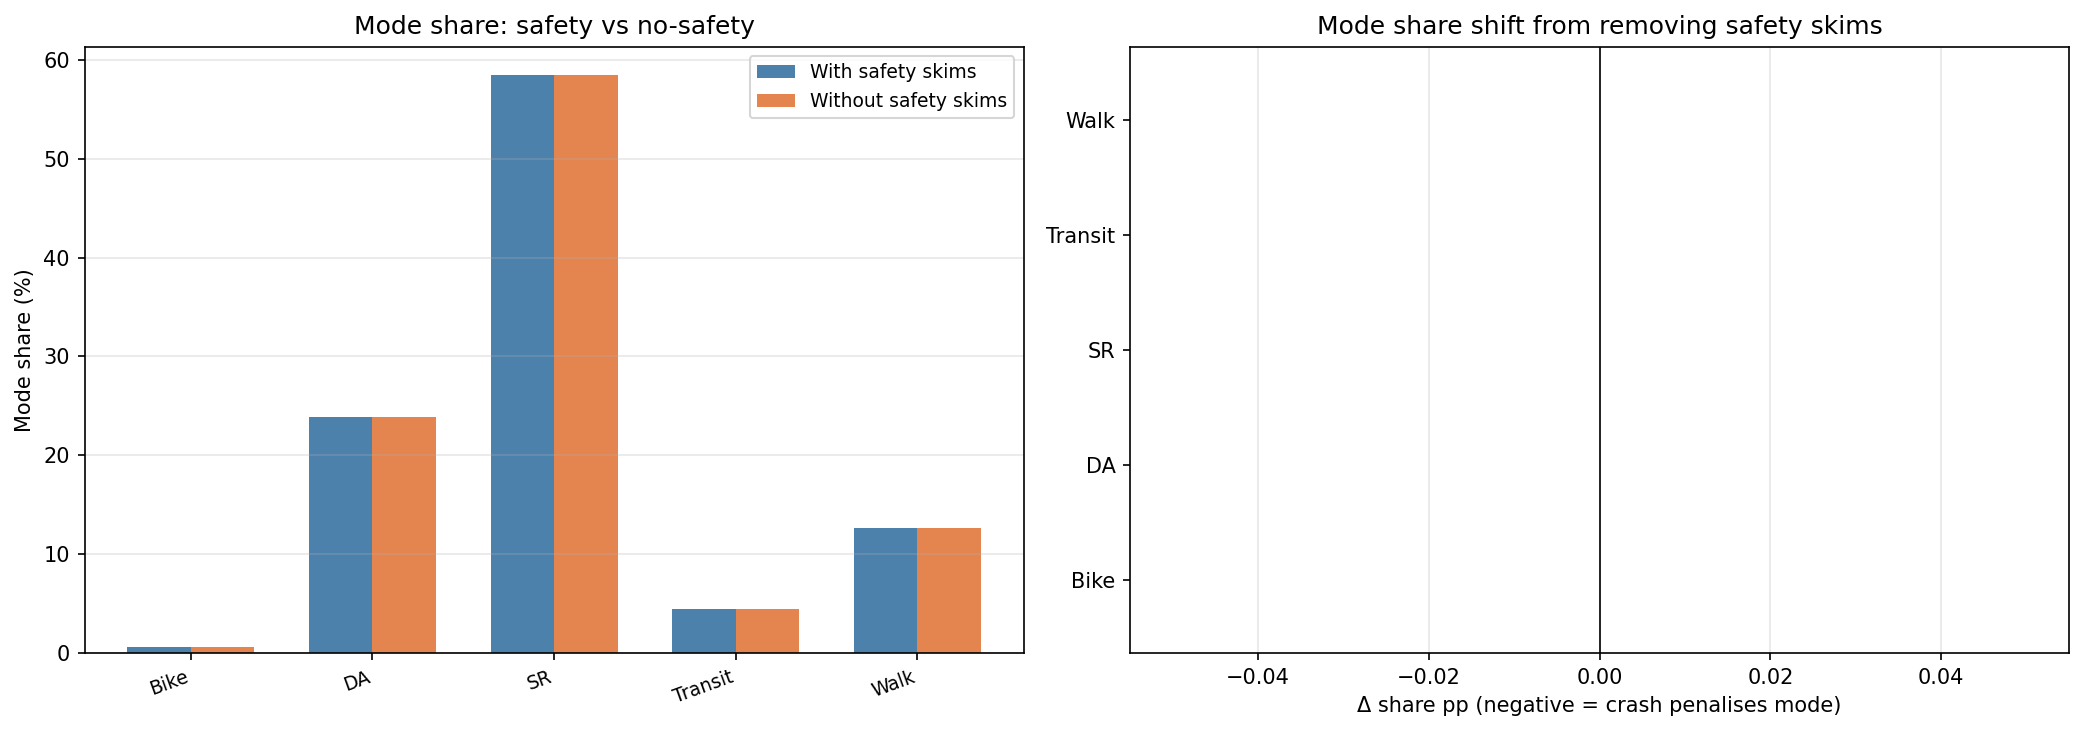 Mode share: safety vs no-safety
With safety skims
Without safety skims
Mode share (%)
60
50
40
30
20
10
0
Bike
DA
SR
Transit
Walk
Mode share shift from removing safety skims
Walk
Transit
SR
DA
Bike
−0.04
−0.02
0.00
0.02
0.04
Δ share pp (negative = crash penalises mode)